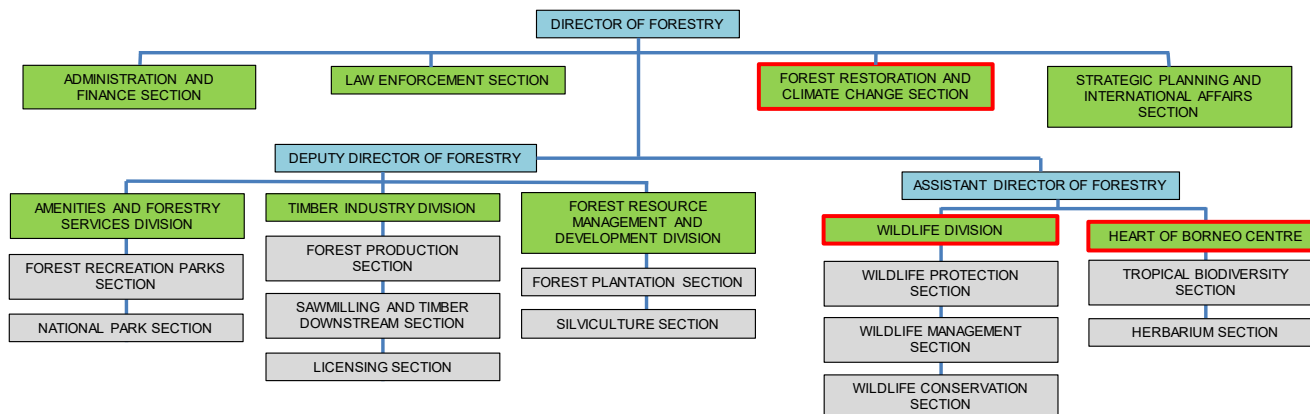 DIRECTOR OF FORESTRY
ADMINISTRATION AND
FINANCE SECTION
LAW ENFORCEMENT SECTION
FOREST RESTORATION AND
CLIMATE CHANGE SECTION
STRATEGIC PLANNING AND
INTERNATIONAL AFFAIRS
SECTION
DEPUTY DIRECTOR OF FORESTRY
ASSISTANT DIRECTOR OF FORESTRY
AMENITIES AND FORESTRY
SERVICES DIVISION
FOREST RECREATION PARKS
SECTION
NATIONAL PARK SECTION
TIMBER INDUSTRY DIVISION
FOREST PRODUCTION
SECTION
SAWMILLING AND TIMBER
DOWNSTREAM SECTION
LICENSING SECTION
FOREST RESOURCE
MANAGEMENT AND
DEVELOPMENT DIVISION
FOREST PLANTATION SECTION
SILVICULTURE SECTION
WILDLIFE DIVISION
WILDLIFE PROTECTION
SECTION
WILDLIFE MANAGEMENT
SECTION
WILDLIFE CONSERVATION
SECTION
HEART OF BORNEO CENTRE
TROPICAL BIODIVERSITY
SECTION
HERBARIUM SECTION